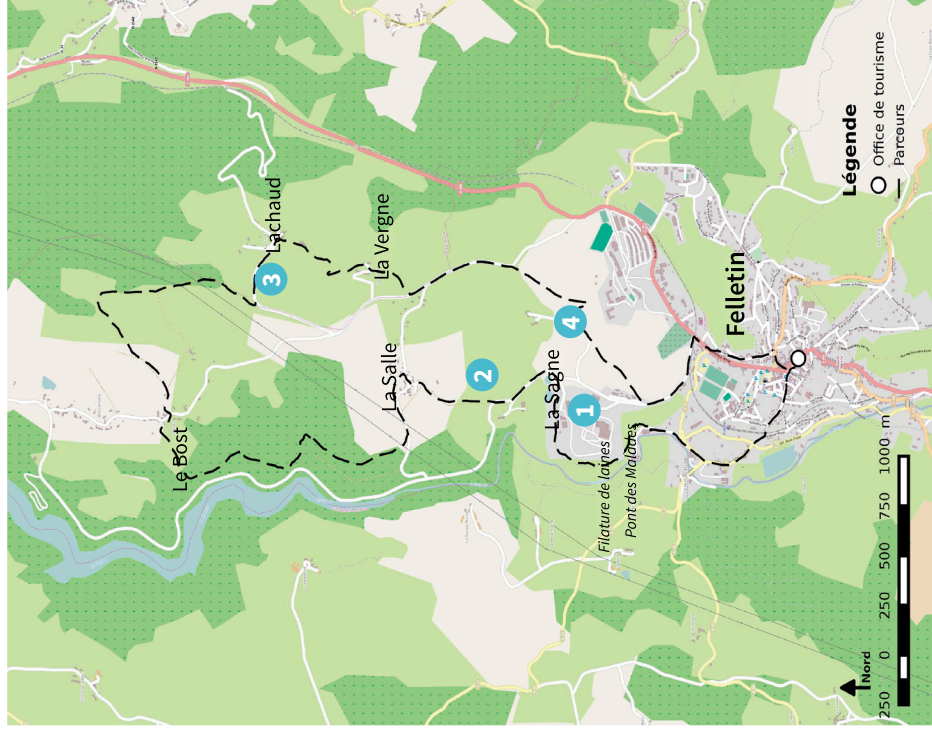 Lachaud
3
La Vergne
La Salle
2
4
La Sagne
1
Le Bost
Filature de laines
Pont des Malades
Felletin
Légende
Office de tourisme
Parcours
Nord
250 0 250 500 750 1000 m